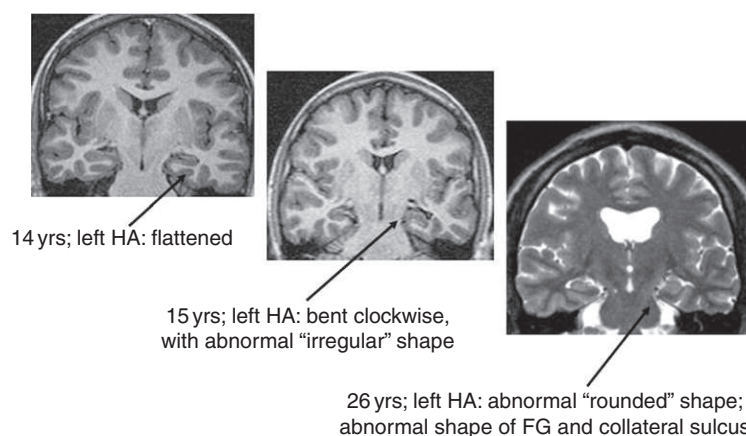 14 yrs; left HA: flattened
15 yrs; left HA: bent clockwise,
with abnormal “irregular” shape
26 yrs; left HA: abnormal “rounded” shape;
abnormal shape of FG and collateral sulcus